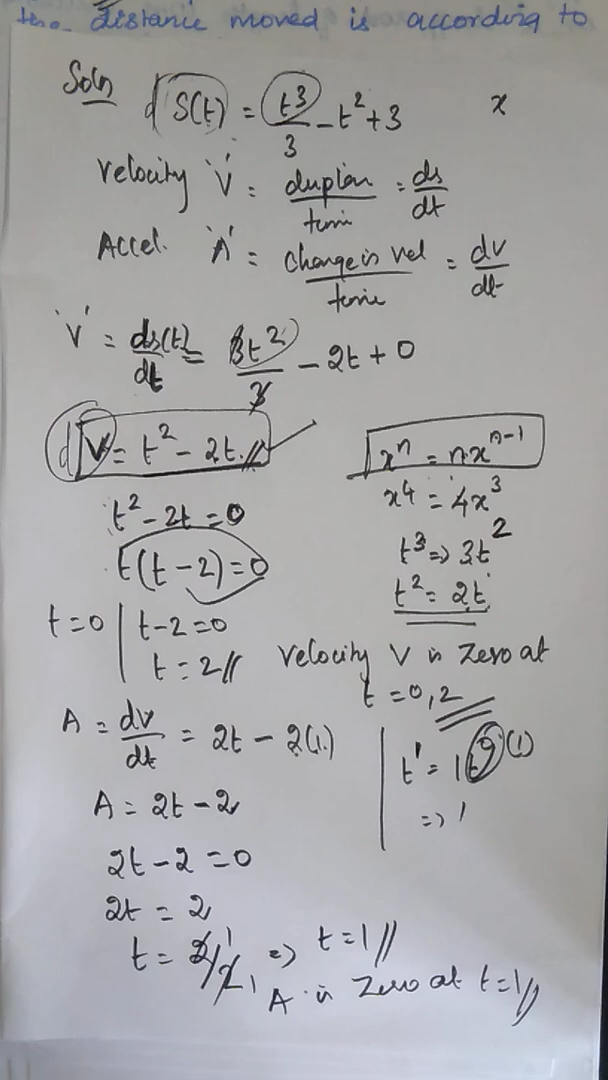 the distance moved is according to
Soln
S(t) = t³/3 - t² + 3 x
Velocity 'V' = /time = ds/dt
Accel. 'A' = change in vel/time = dv/dt
'V' = ds(t)/dt = 3t²/3 - 2t + 0
V = t² - 2t //
xⁿ = nxⁿ⁻¹
t² - 2t = 0
x⁴ = 4x³
t(t - 2) = 0
t³ => 3t²
t² = 2t
t = 0 | t - 2 = 0
t = 2 //
Velocity V is zero at
t = 0, 2
A = dv/dt = 2t - 2(1)
t¹ = 1t⁰(1)
=> 1
A = 2t - 2
2t - 2 = 0
2t = 2
t = 2/2 => t = 1 //
A is zero at t = 1 //